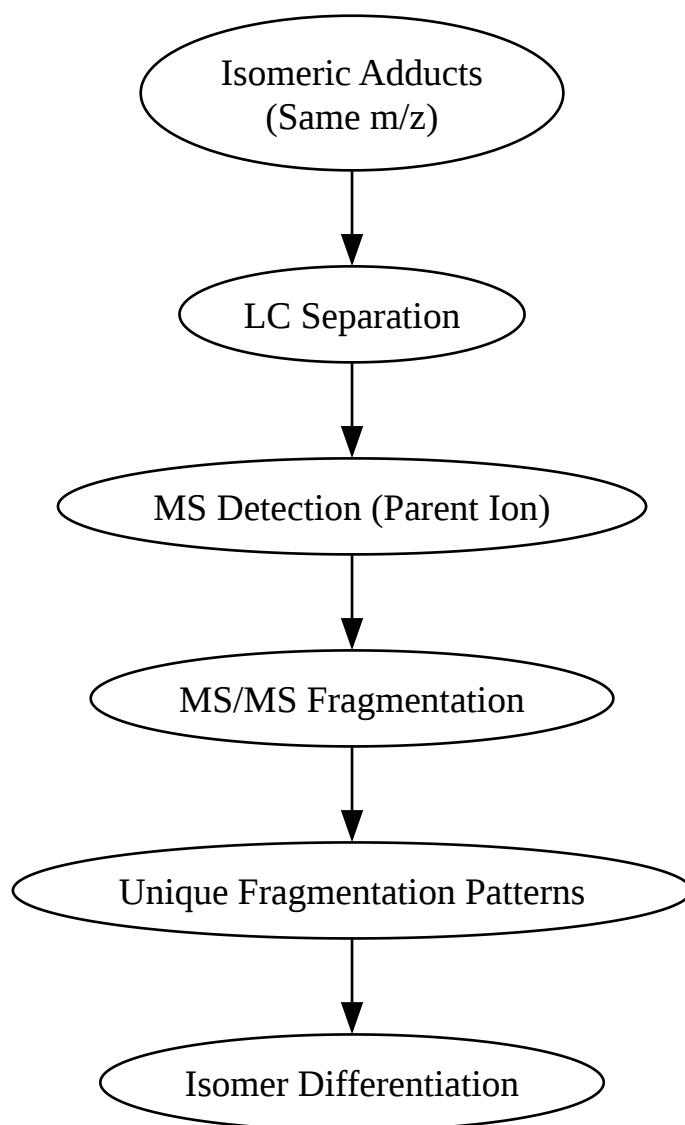 Isomeric Adducts
(Same m/z)
LC Separation
MS Detection (Parent Ion)
MS/MS Fragmentation
Unique Fragmentation Patterns
Isomer Differentiation